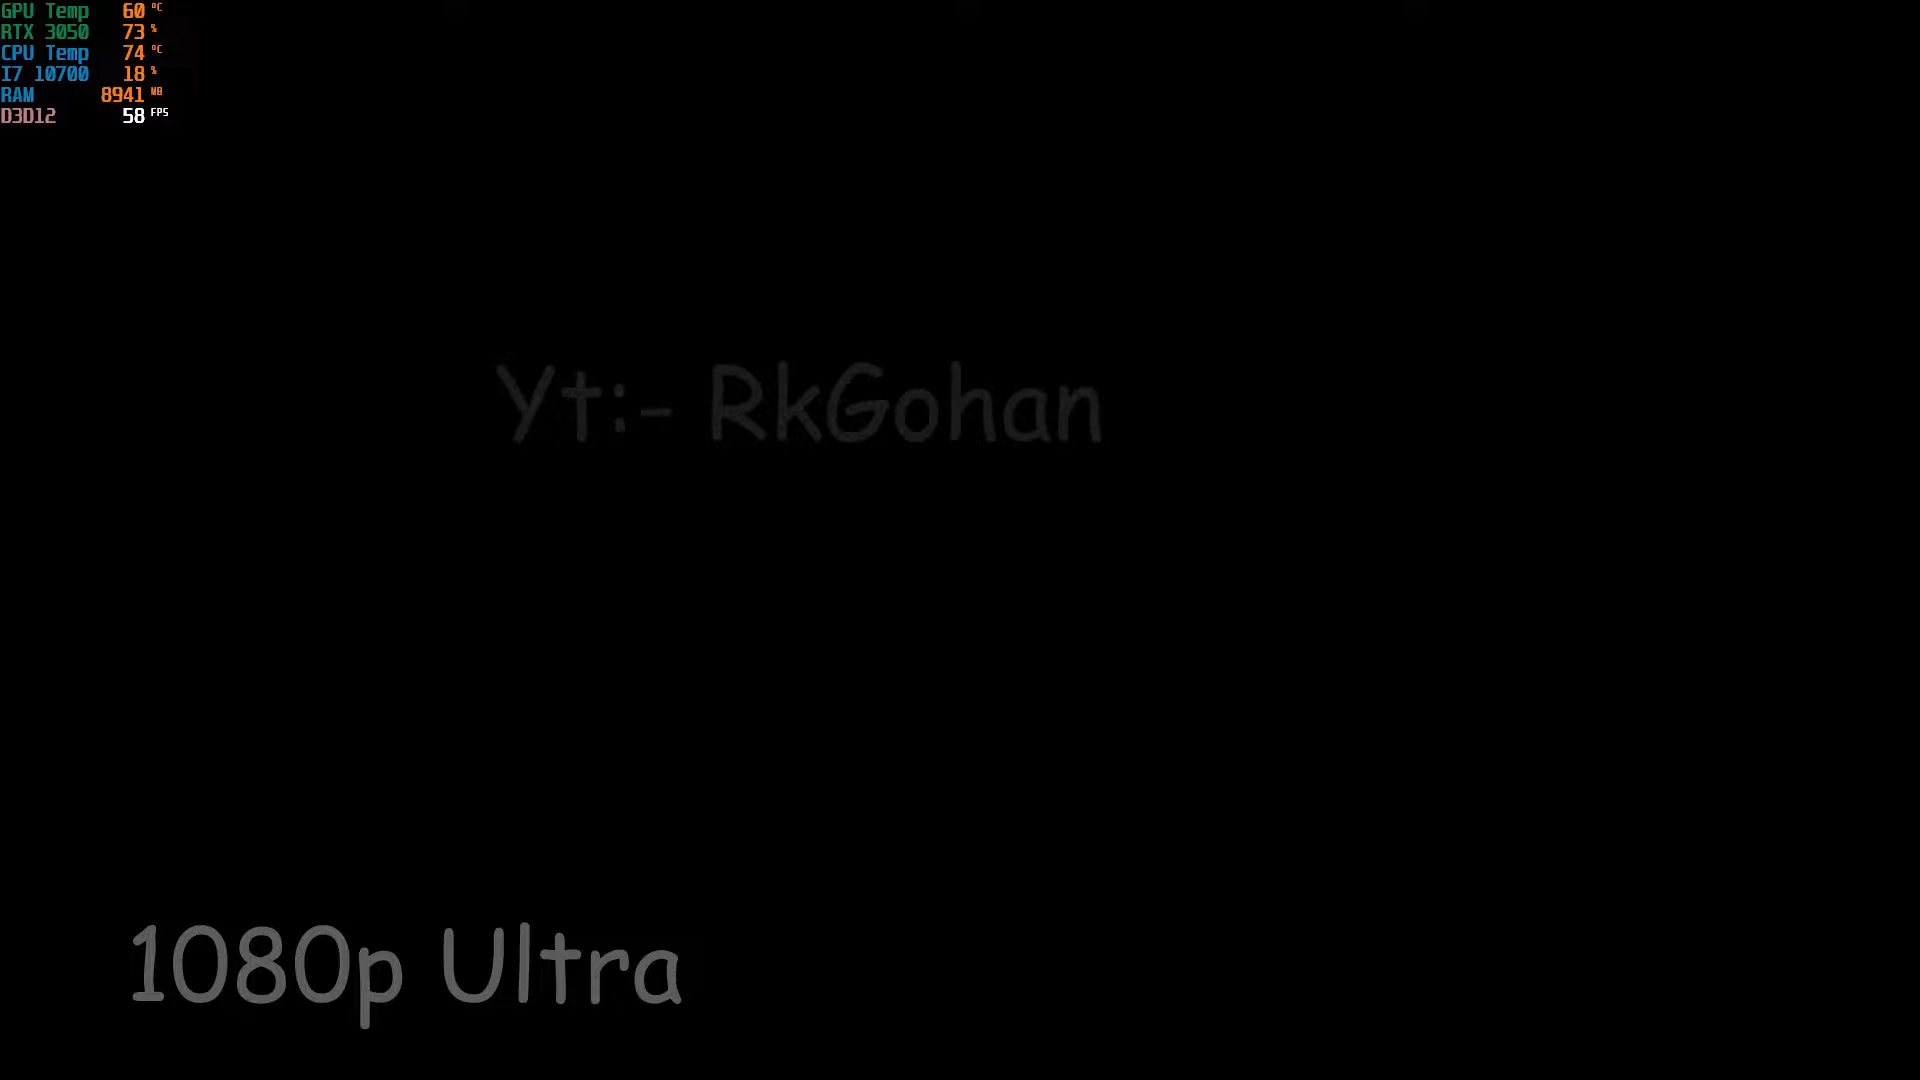 GPU Temp 60 °C
RTX 3050 73 %
CPU Temp 74 °C
I7 10700 18 %
RAM 8941 MB
D3D12 58 FPS
Yt:- RkGohan
1080p Ultra